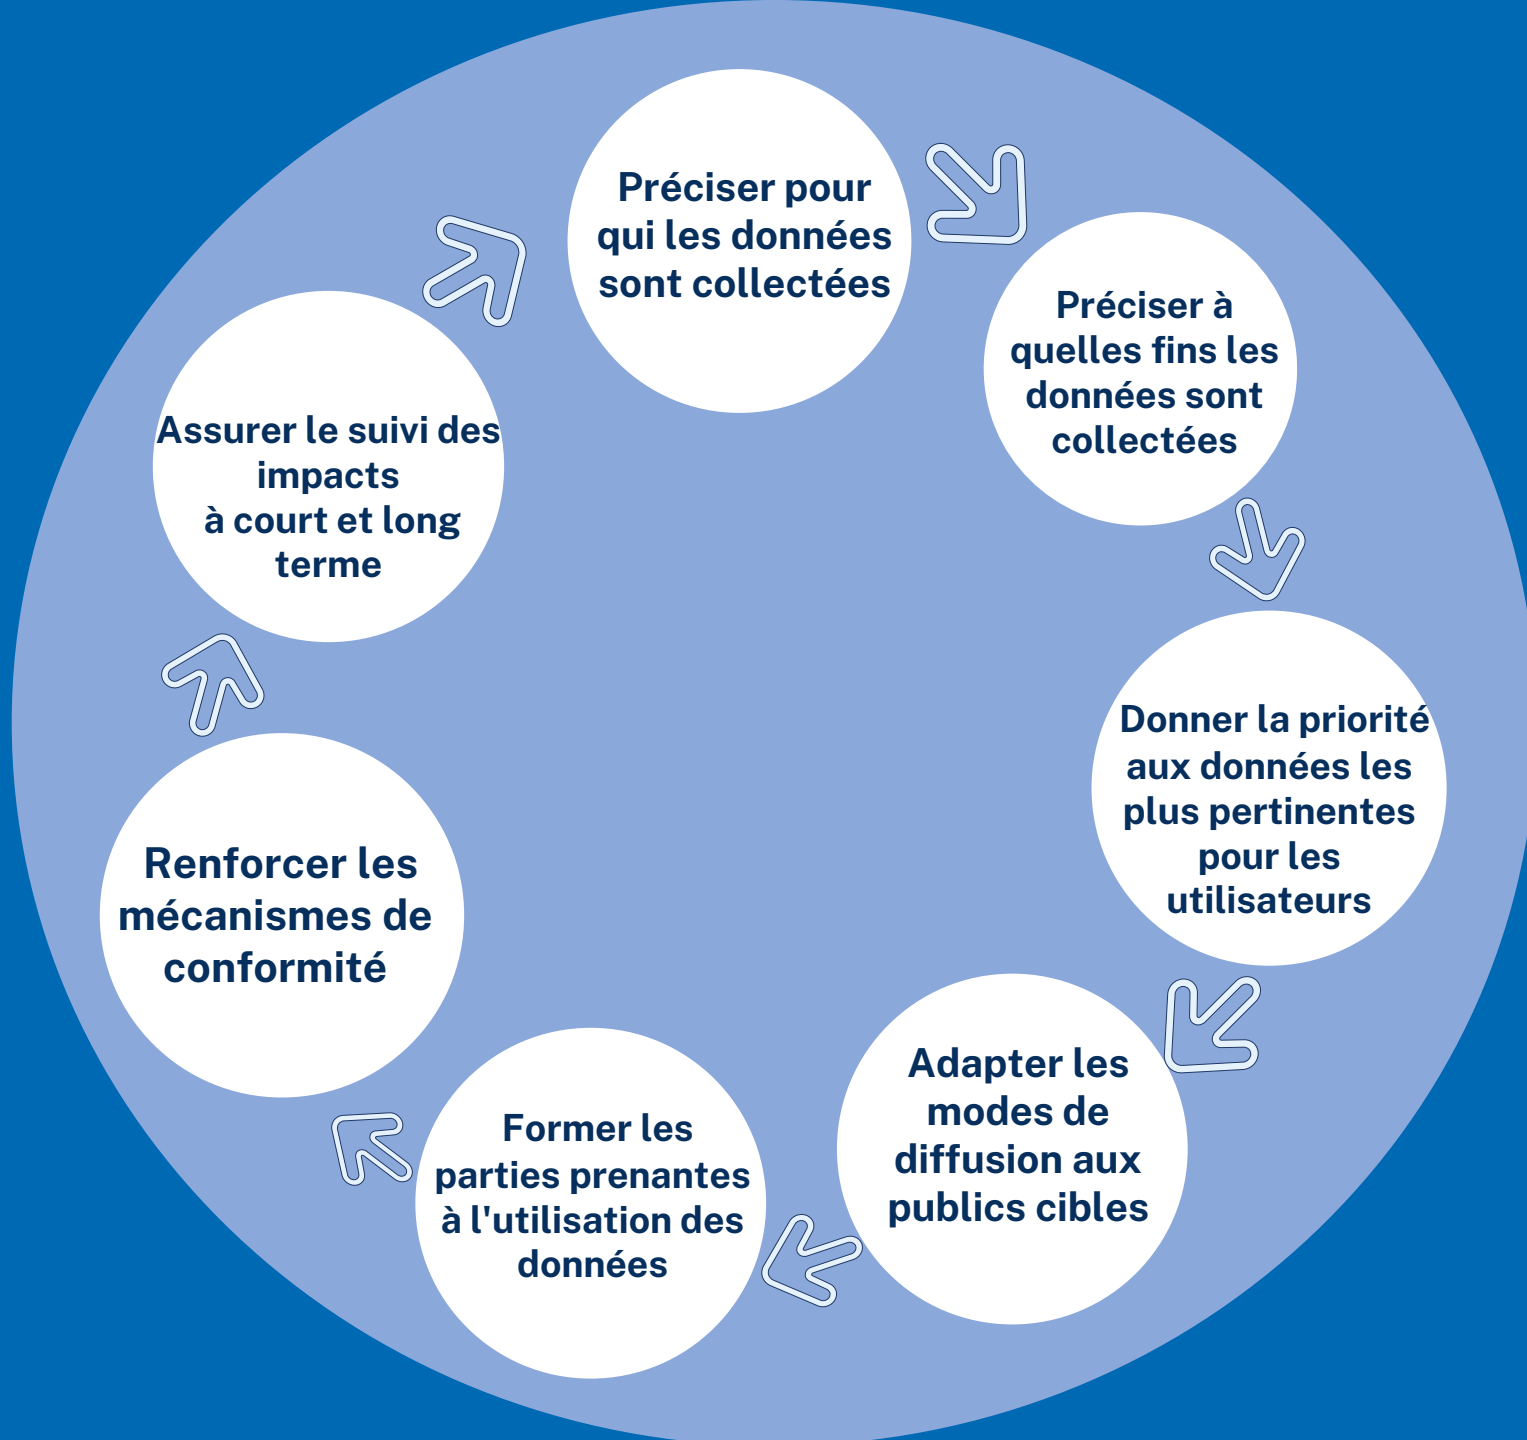 Préciser pour
qui les données
sont collectées
Préciser à
quelles fins les
données sont
collectées
Donner la priorité
aux données les
plus pertinentes
pour les
utilisateurs
Adapter les
modes de
diffusion aux
publics cibles
Former les
parties prenantes
à l'utilisation des
données
Renforcer les
mécanismes de
conformité
Assurer le suivi des
impacts
à court et long
terme